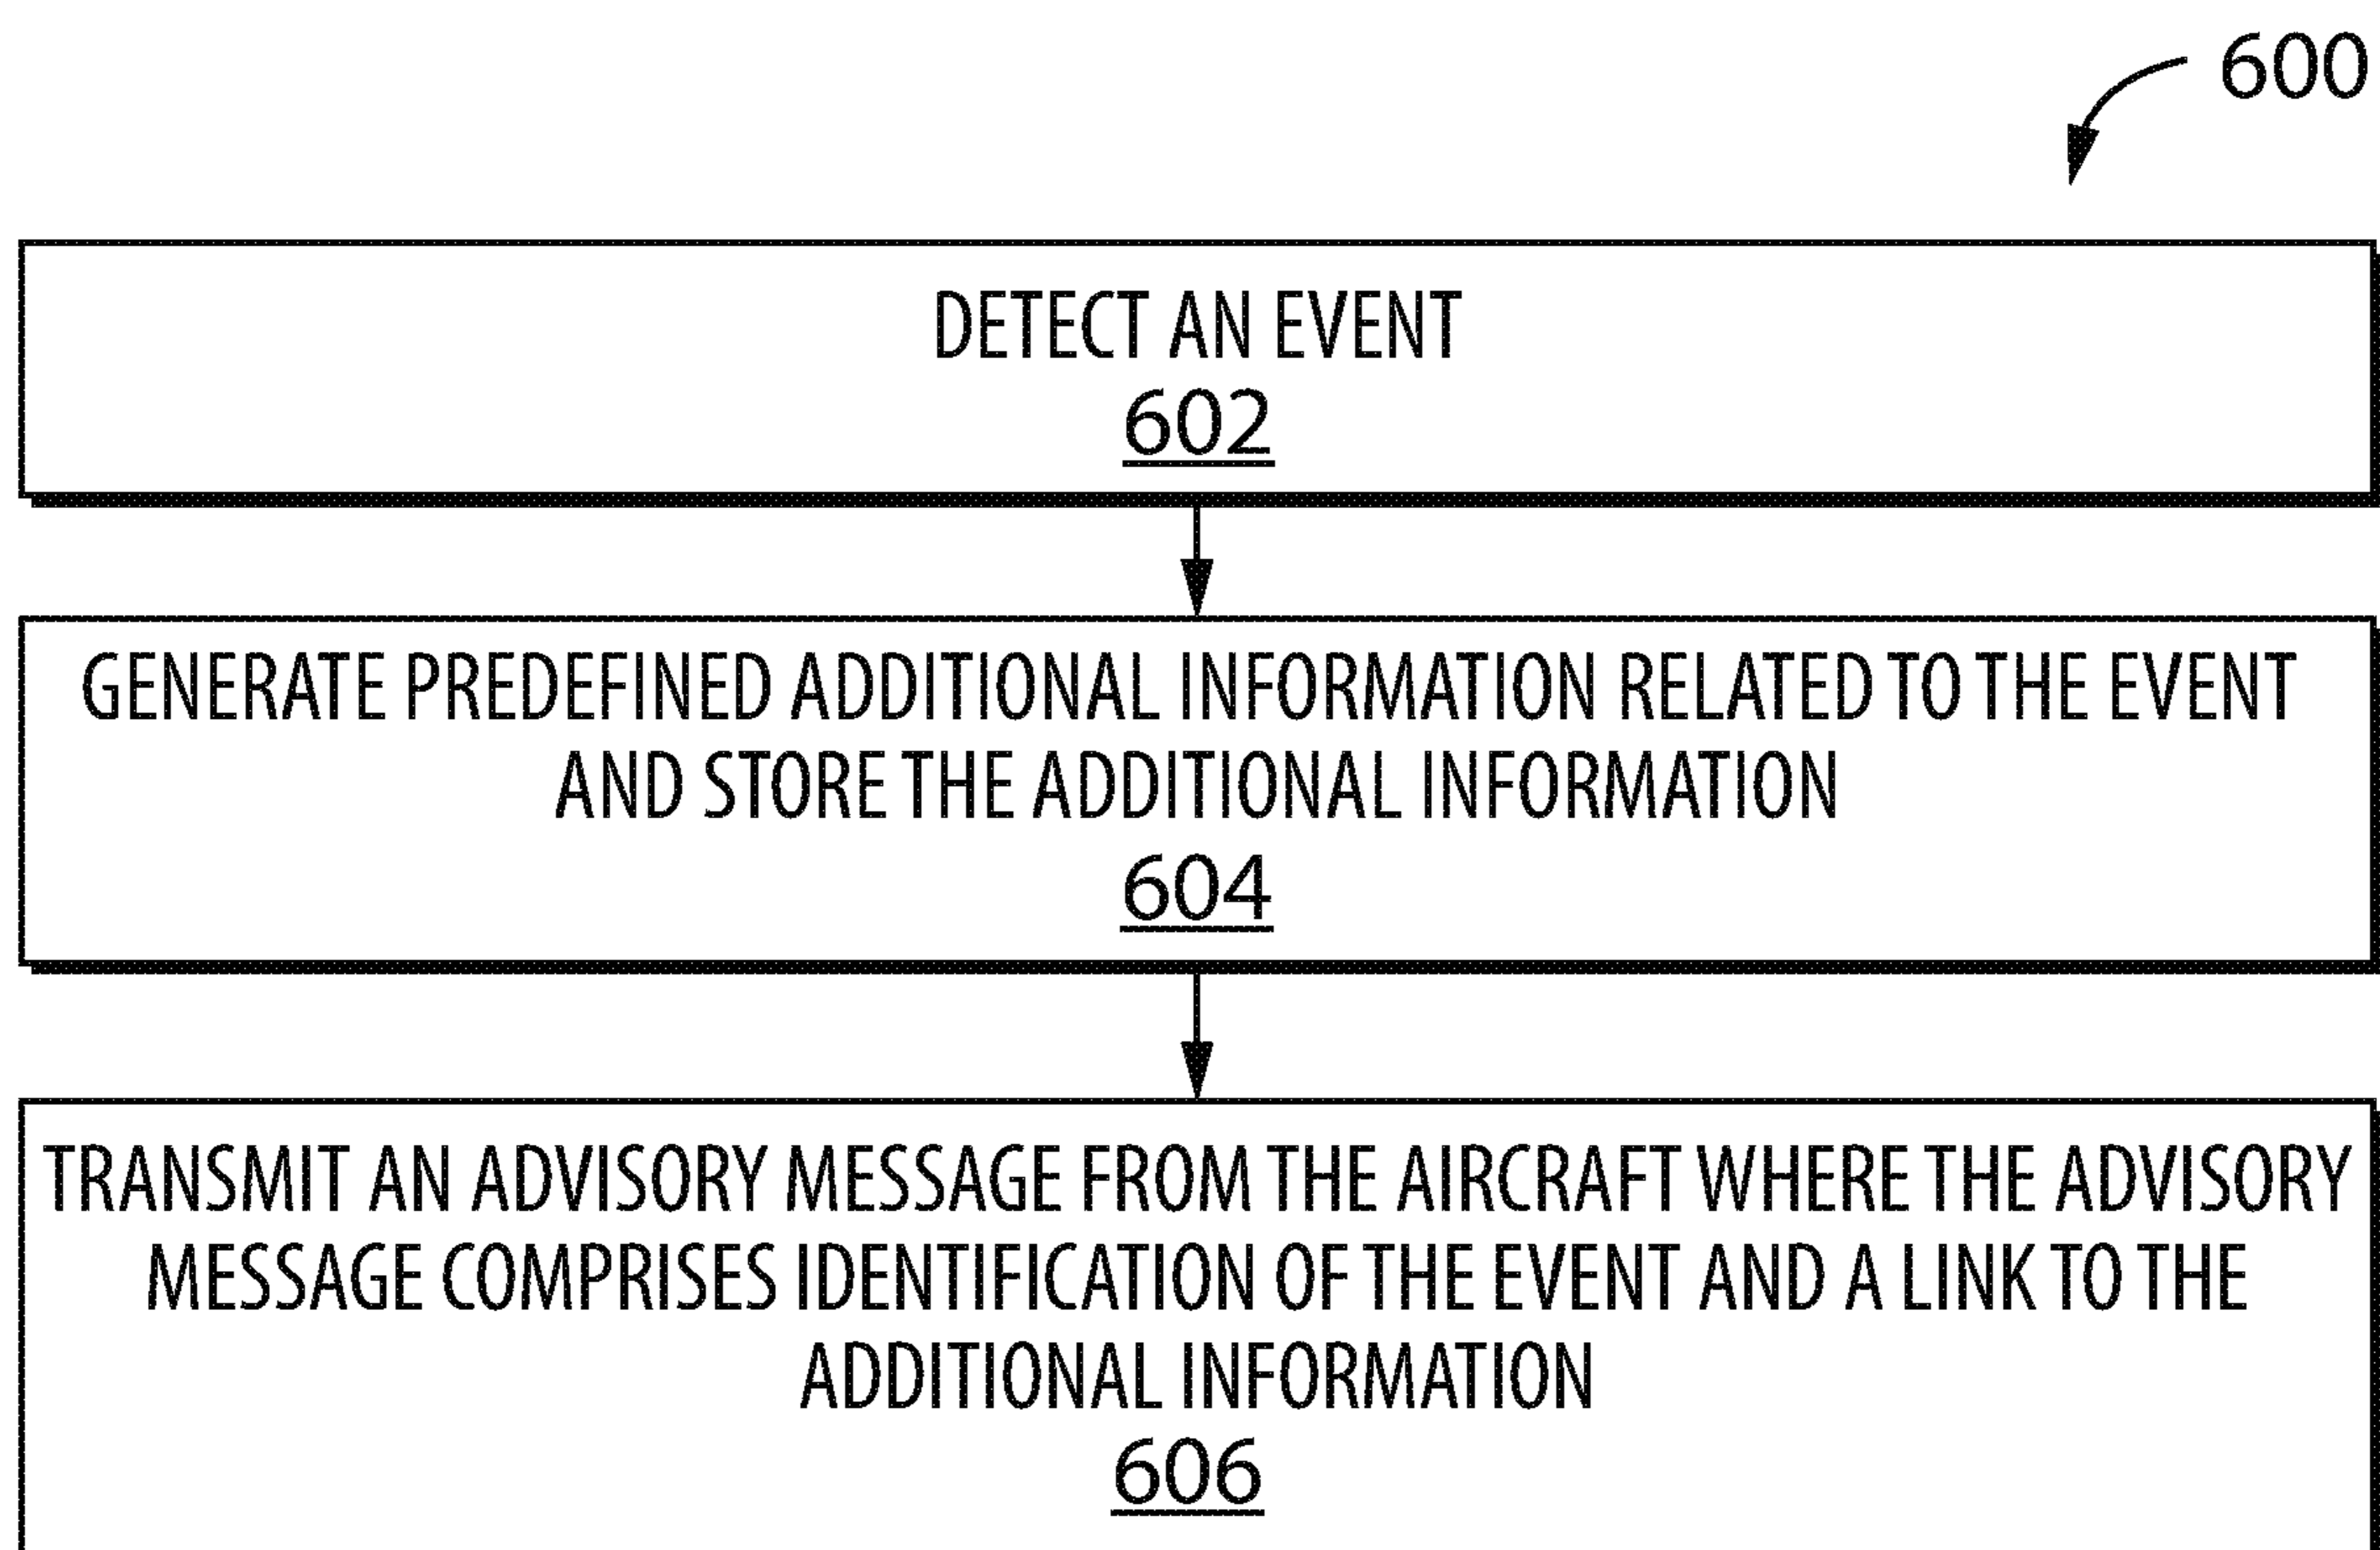 600
DETECT AN EVENT
602
GENERATE PREDEFINED ADDITIONAL INFORMATION RELATED TO THE EVENT
AND STORE THE ADDITIONAL INFORMATION
604
TRANSMIT AN ADVISORY MESSAGE FROM THE AIRCRAFT WHERE THE ADVISORY
MESSAGE COMPRISES IDENTIFICATION OF THE EVENT AND A LINK TO THE
ADDITIONAL INFORMATION
606